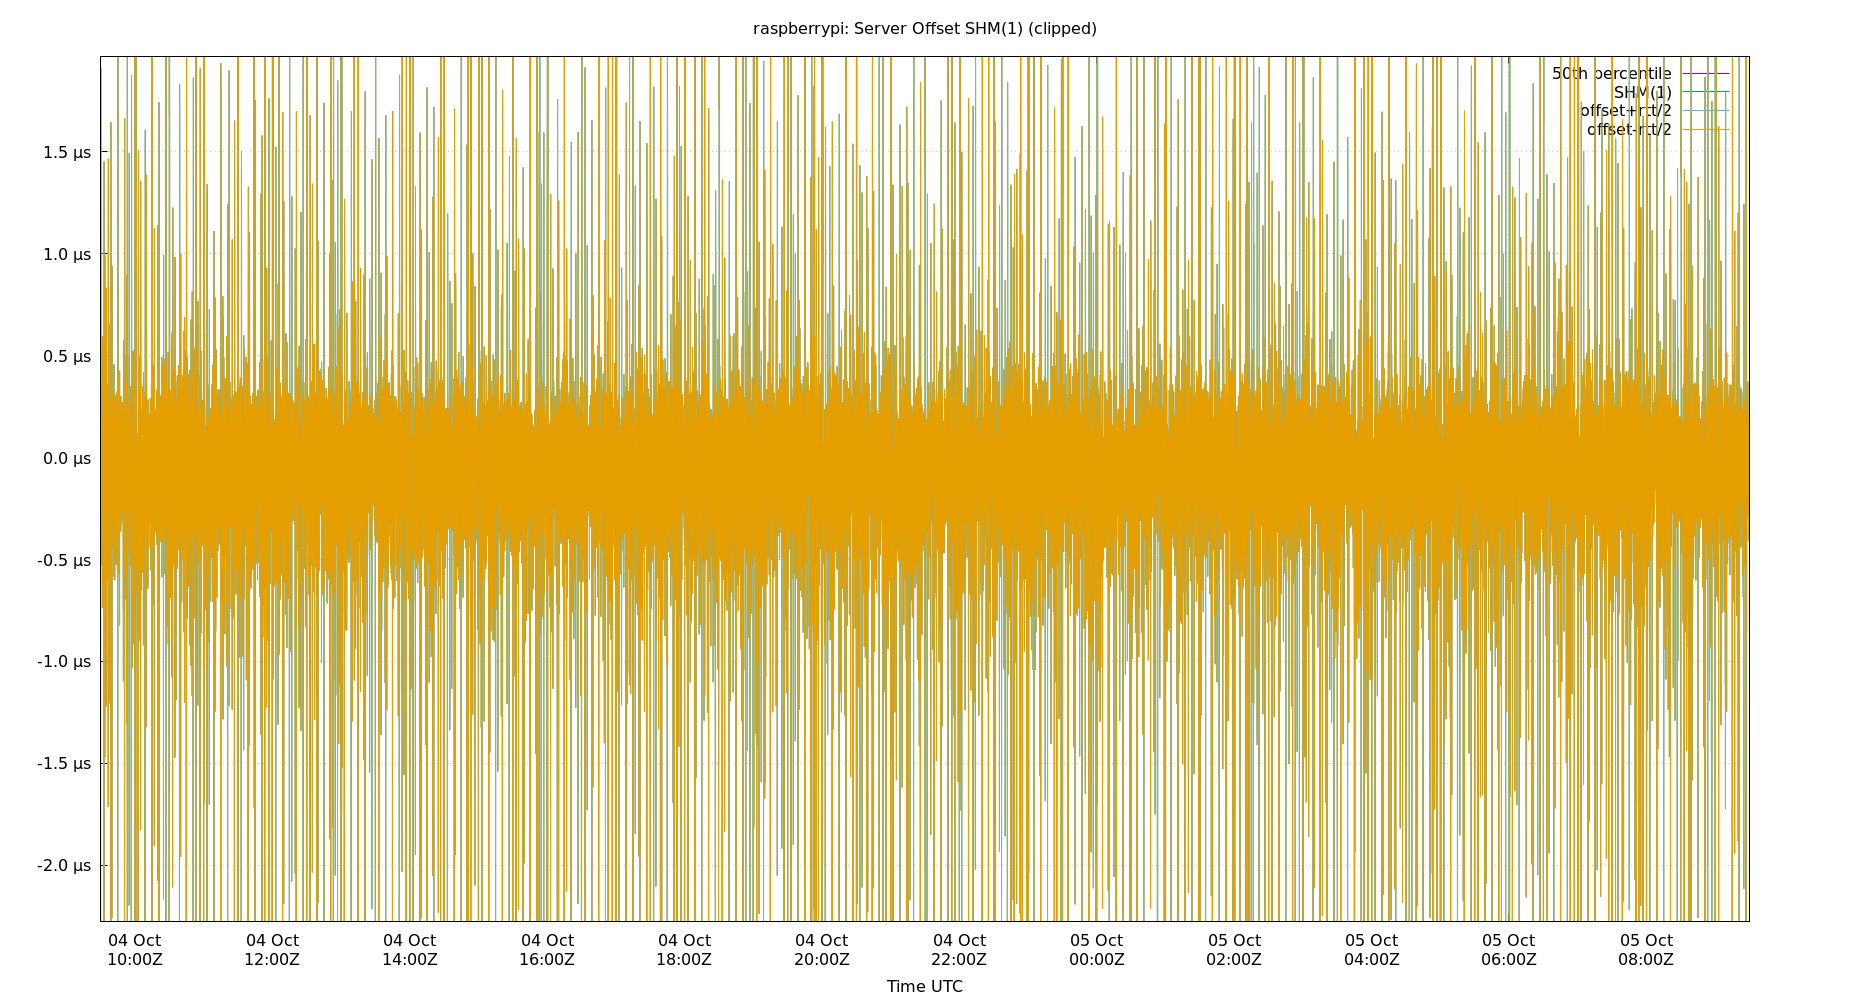 raspberrypi: Server Offset SHM(1) (clipped)
50th percentile
SHM(1)
offset+rtt/2
offset-rtt/2
1.5 µs
1.0 µs
0.5 µs
0.0 µs
-0.5 µs
-1.0 µs
-1.5 µs
-2.0 µs
04 Oct 04 Oct 04 Oct 04 Oct 04 Oct 04 Oct 04 Oct 05 Oct 05 Oct 05 Oct 05 Oct 05 Oct
10:00Z 12:00Z 14:00Z 16:00Z 18:00Z 20:00Z 22:00Z 00:00Z 02:00Z 04:00Z 06:00Z 08:00Z
Time UTC